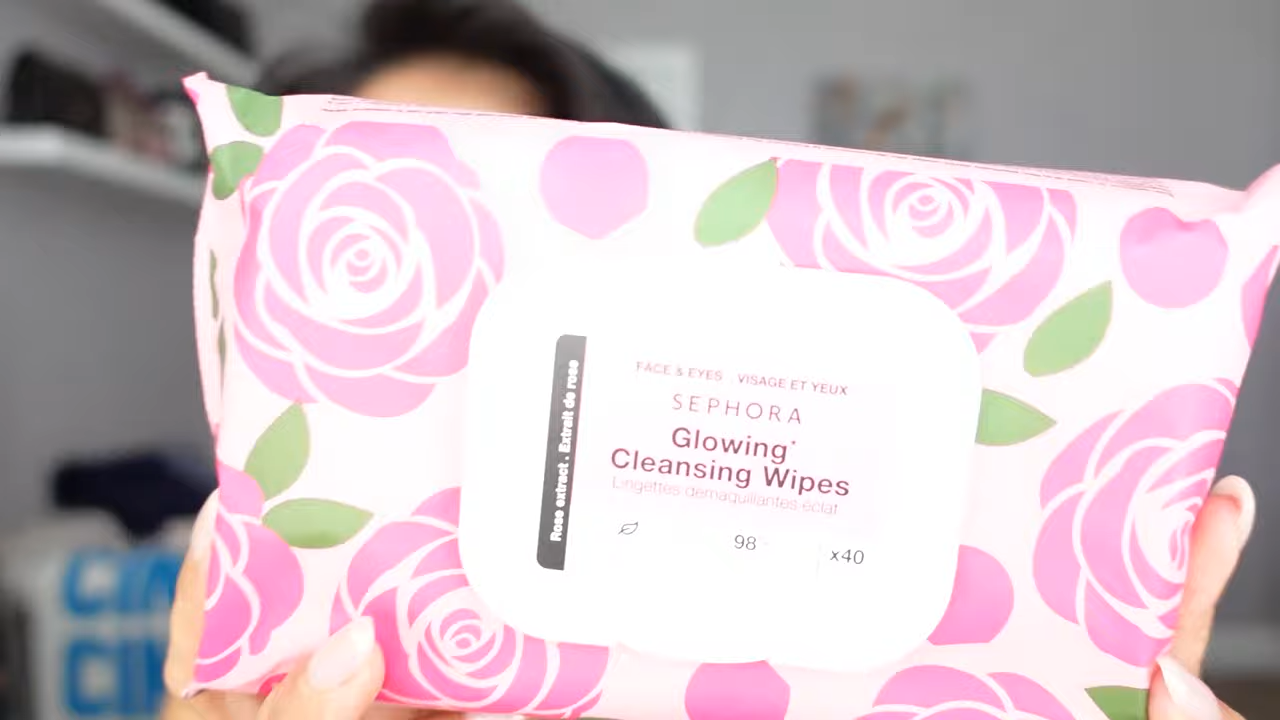 FACE & EYES . VISAGE ET YEUX
SEPHORA
Glowing*
Cleansing Wipes
Lingettes démaquillantes éclat
98
x40
Rose extract . Extrait de rose